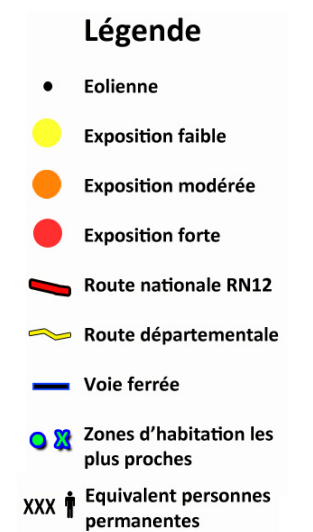 Légende
Eolienne
Exposition faible
Exposition modérée
Exposition forte
Route nationale RN12
Route départementale
Voie ferrée
Zones d'habitation les
plus proches
XXX Equivalent personnes
permanentes